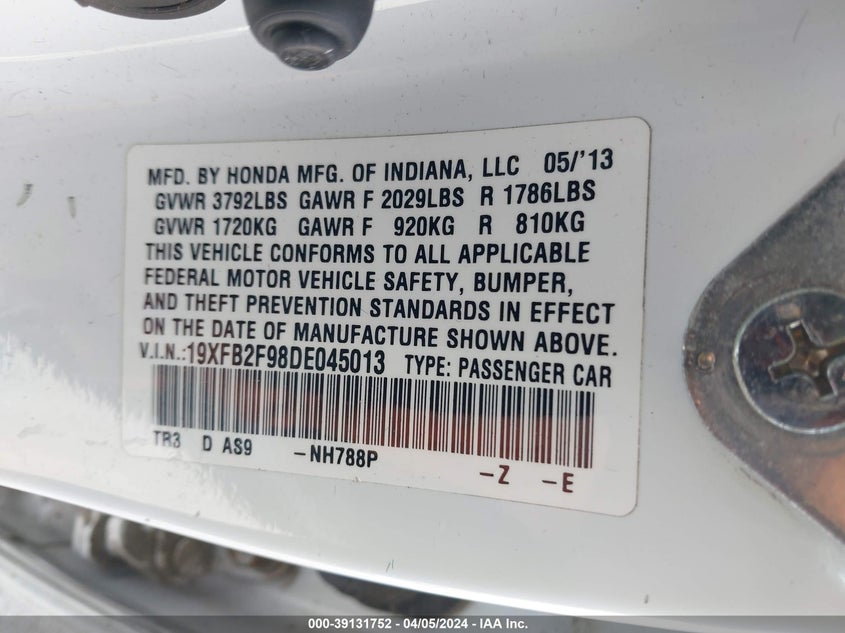 MFD. BY HONDA MFG. OF INDIANA, LLC 05/'13
GVWR 3792LBS GAWR F 2029LBS R 1786LBS
GVWR 1720KG GAWR F 920KG R 810KG
THIS VEHICLE CONFORMS TO ALL APPLICABLE
FEDERAL MOTOR VEHICLE SAFETY, BUMPER,
AND THEFT PREVENTION STANDARDS IN EFFECT
ON THE DATE OF MANUFACTURE SHOWN ABOVE.
V.I.N.:19XFB2F98DE045013 TYPE: PASSENGER CAR
TR3 D AS9 -NH788P -Z -E
000-39131752 - 04/05/2024 - IAA Inc.